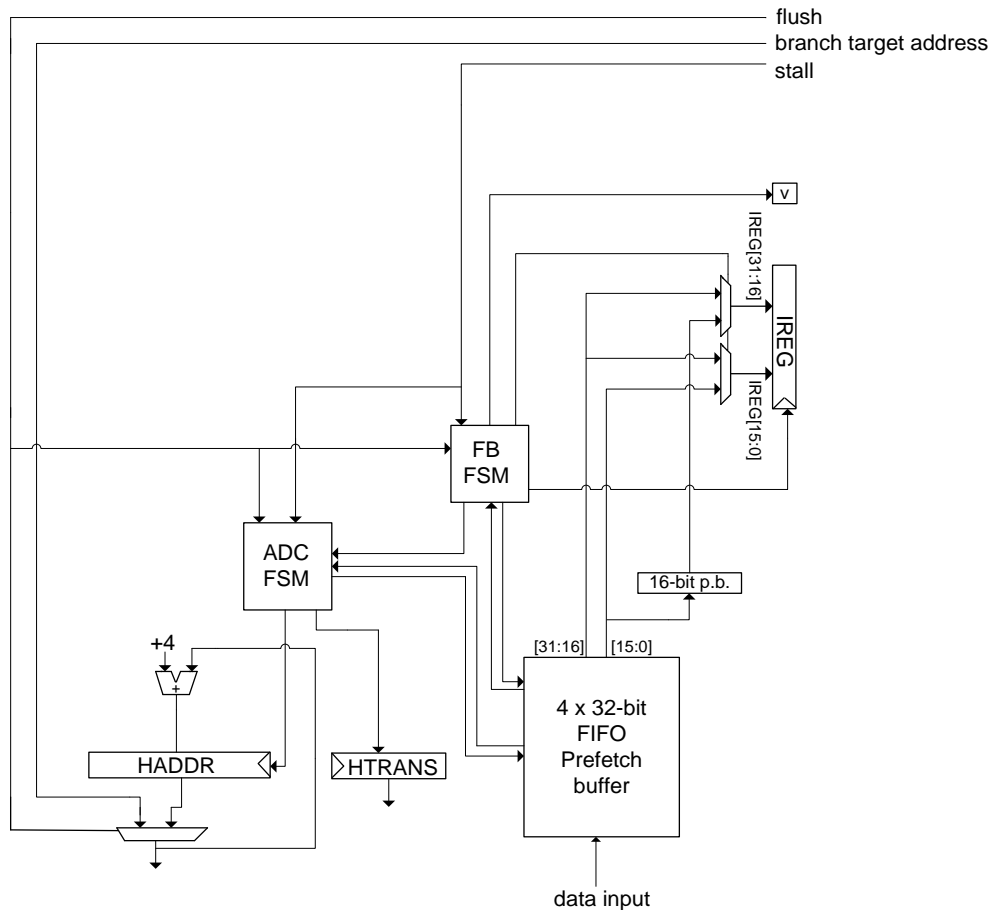 flush
branch target address
stall
v
IREG[31:16]
IREG
IREG[15:0]
FB
FSM
ADC
FSM
16-bit p.b.
+4
+
[31:16]
[15:0]
4 x 32-bit
FIFO
Prefetch
buffer
HADDR
HTRANS
data input